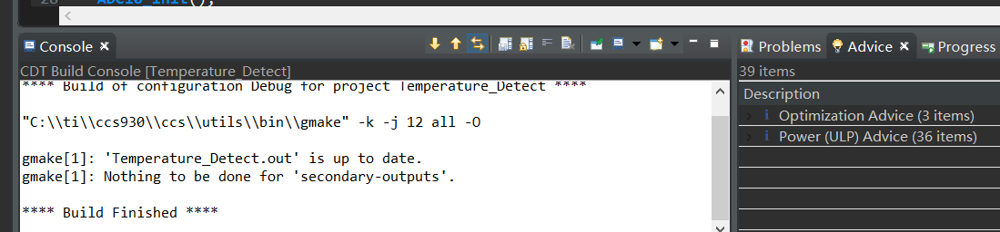 28
ADC10_init();
Console
CDT Build Console [Temperature_Detect]
**** Build of configuration Debug for project Temperature_Detect ****
"C:\\ti\\ccs930\\ccs\\utils\\bin\\gmake" -k -j 12 all -O
gmake[1]: 'Temperature_Detect.out' is up to date.
gmake[1]: Nothing to be done for 'secondary-outputs'.
**** Build Finished ****
Problems
Advice
Progress
39 items
Description
Optimization Advice (3 items)
Power (ULP) Advice (36 items)